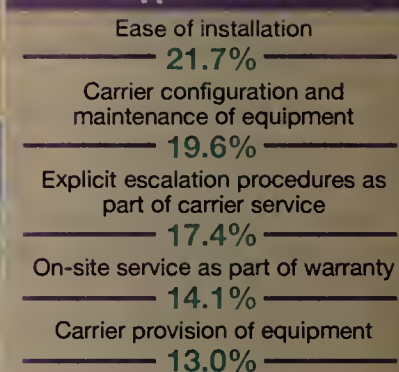 Ease of installation
21.7%
Carrier configuration and
maintenance of equipment
19.6%
Explicit escalation procedures as
part of carrier service
17.4%
On-site service as part of warranty
14.1%
Carrier provision of equipment
13.0%